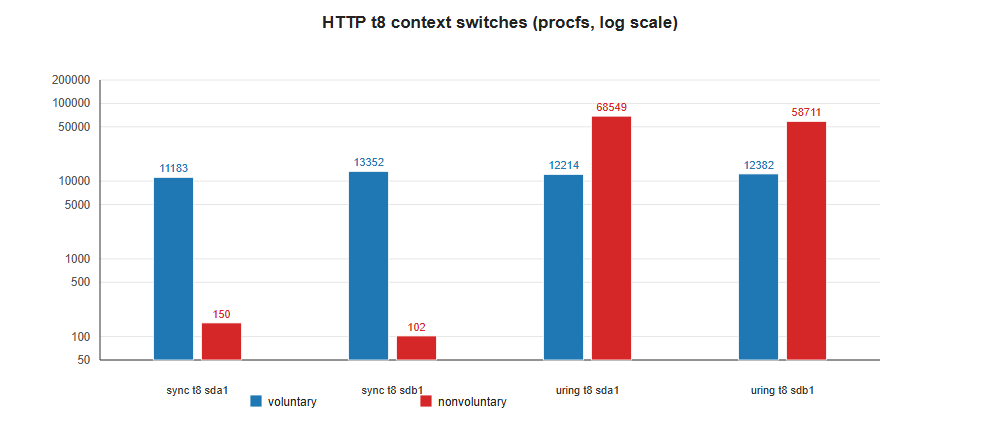 HTTP t8 context switches (procfs, log scale)
200000
100000
50000
10000
5000
1000
500
100
50
11183
150
13352
102
12214
68549
12382
58711
sync t8 sda1
sync t8 sdb1
uring t8 sda1
uring t8 sdb1
voluntary
nonvoluntary